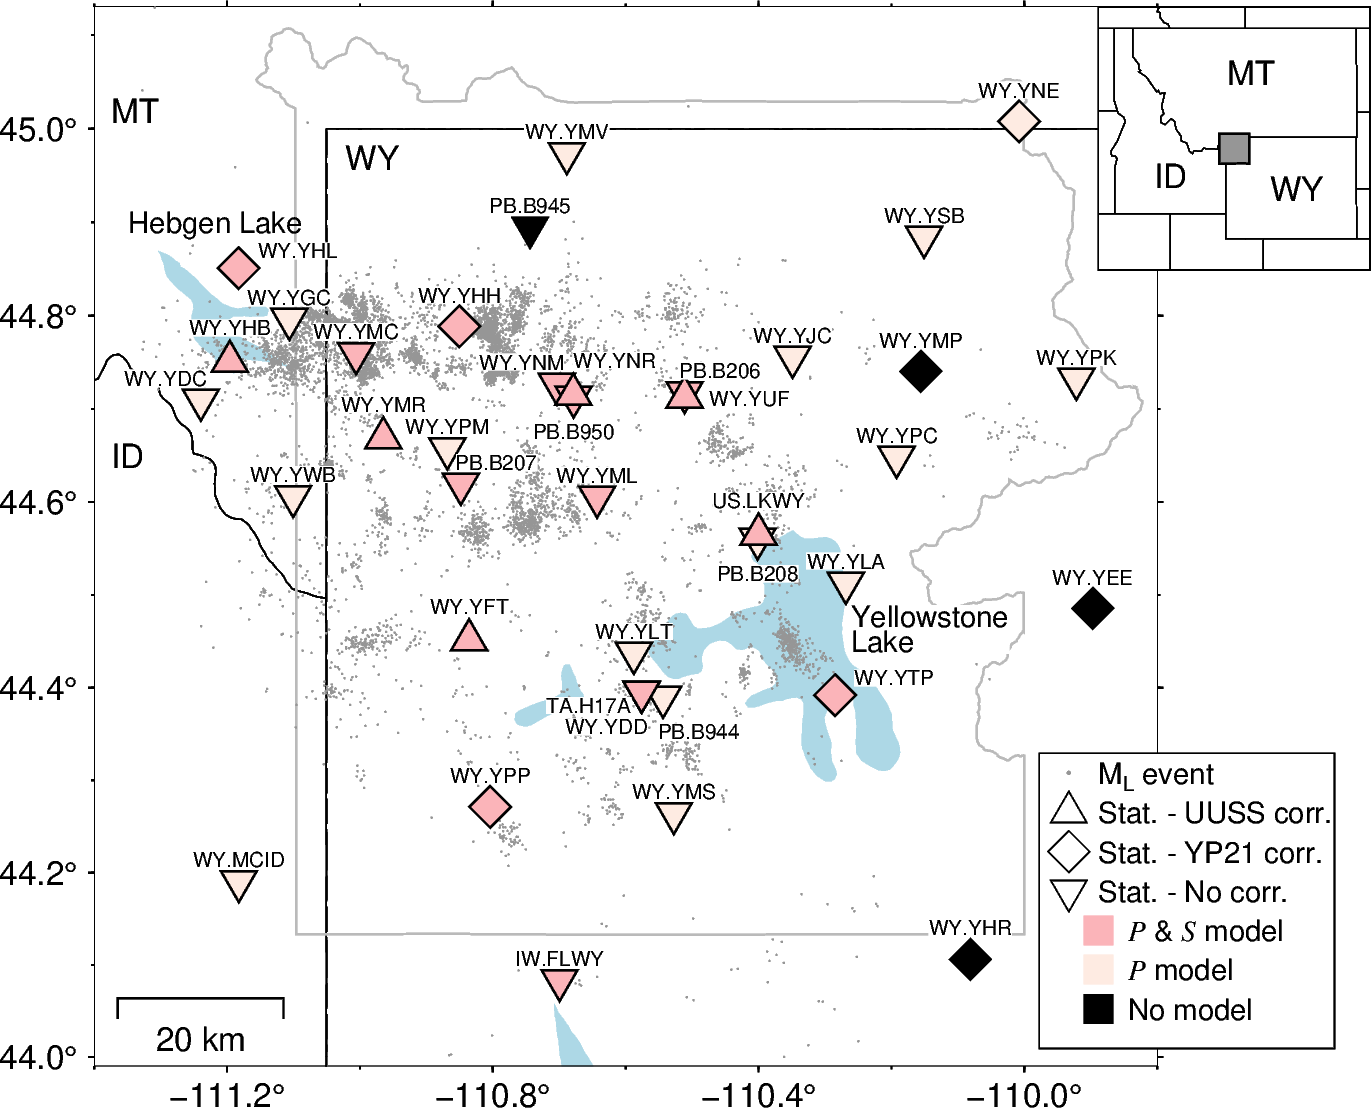 MT
WY
ID
Hebgen Lake
WY.YNE
WY.YMV
PB.B945
WY.YSB
WY.YHL
WY.YGC
WY.YHH
WY.YHB
WY.YMC
WY.YNM
WY.YNR
PB.B206
WY.YJC
WY.YMP
WY.YPK
WY.YDC
WY.YMR
WY.YUF
WY.YPM
PB.B950
WY.YPC
PB.B207
WY.YWB
WY.YML
US.LKWY
PB.B208
WY.YLA
WY.YEE
WY.YFT
Yellowstone
Lake
WY.YLT
WY.YTP
TA.H17A
WY.YDD
PB.B944
WY.YPP
WY.YMS
WY.MCID
WY.YHR
IW.FLWY
20 km
45.0°
44.8°
44.6°
44.4°
44.2°
44.0°
−111.2°
−110.8°
−110.4°
−110.0°
MT
ID
WY
ML event
Stat. - UUSS corr.
Stat. - YP21 corr.
Stat. - No corr.
P & S model
P model
No model